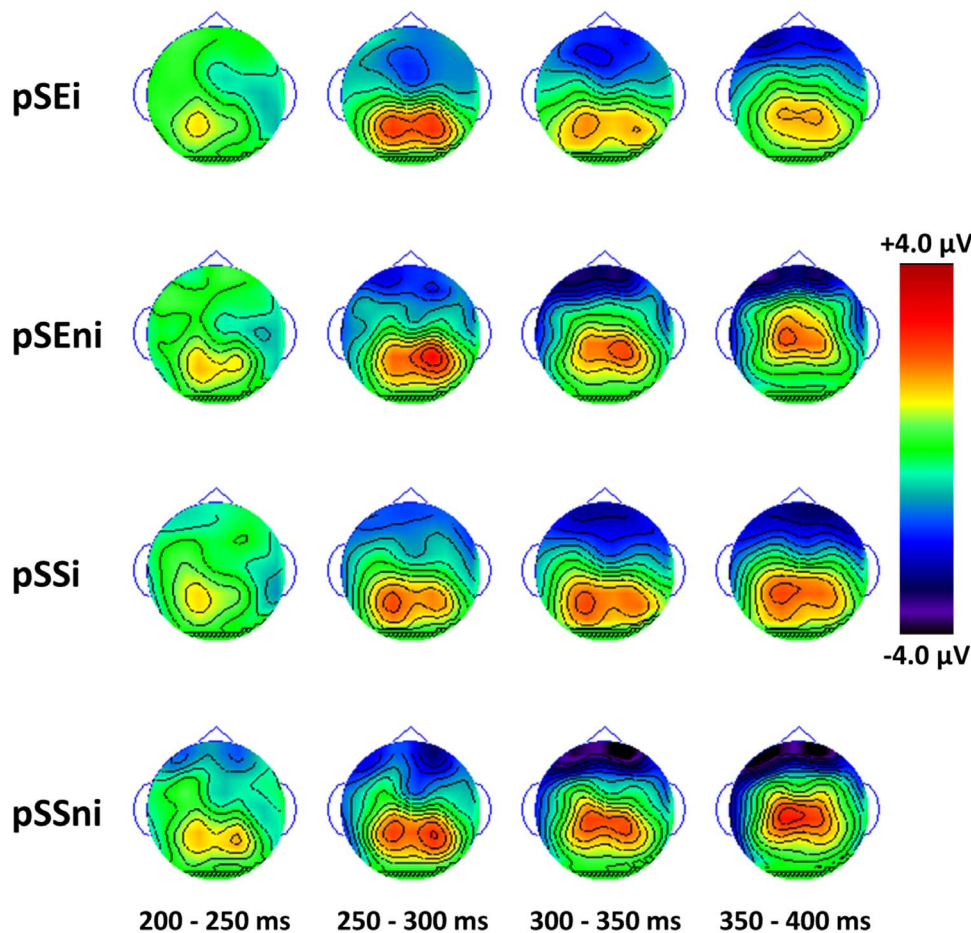 pSEi
pSEni
+4.0 µV
pSSi
-4.0 µV
pSSni
200 - 250 ms 250 - 300 ms 300 - 350 ms 350 - 400 ms